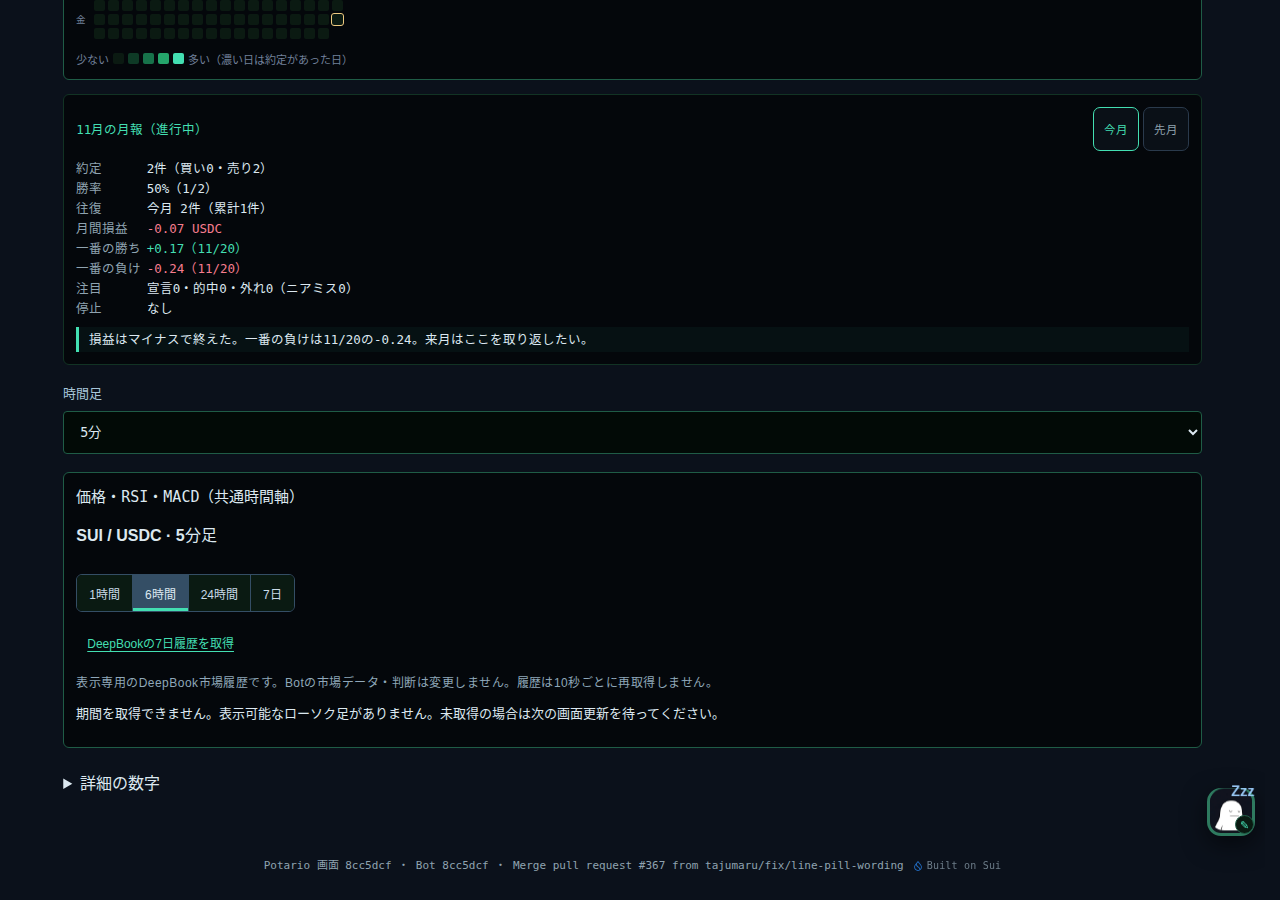 金
少ない 多い（濃い日は約定があった日）
11月の月報（進行中）
今月 先月
約定 2件（買い0・売り2）
勝率 50%（1/2）
往復 今月 2件（累計1件）
月間損益 -0.07 USDC
一番の勝ち +0.17（11/20）
一番の負け -0.24（11/20）
注目 宣言0・的中0・外れ0（ニアミス0）
停止 なし
損益はマイナスで終えた。一番の負けは11/20の-0.24。来月はここを取り返したい。
時間足
5分
価格・RSI・MACD（共通時間軸）
SUI / USDC · 5分足
1時間 6時間 24時間 7日
DeepBookの7日履歴を取得
表示専用のDeepBook市場履歴です。Botの市場データ・判断は変更しません。履歴は10秒ごとに再取得しません。
期間を取得できません。表示可能なローソク足がありません。未取得の場合は次の画面更新を待ってください。
▶ 詳細の数字
Zzz
Potario 画面 8cc5dcf ・ Bot 8cc5dcf ・ Merge pull request #367 from tajumaru/fix/line-pill-wording Built on Sui